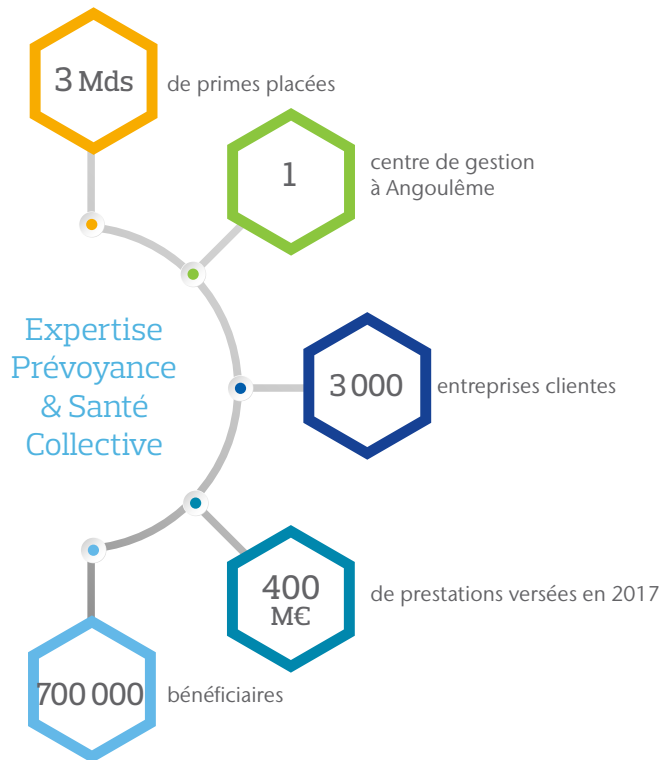 3 Mds
de primes placées
1
centre de gestion
à Angoulême
Expertise
Prévoyance
& Santé
Collective
3 000
entreprises clientes
400
M€
de prestations versées en 2017
700 000
bénéficiaires